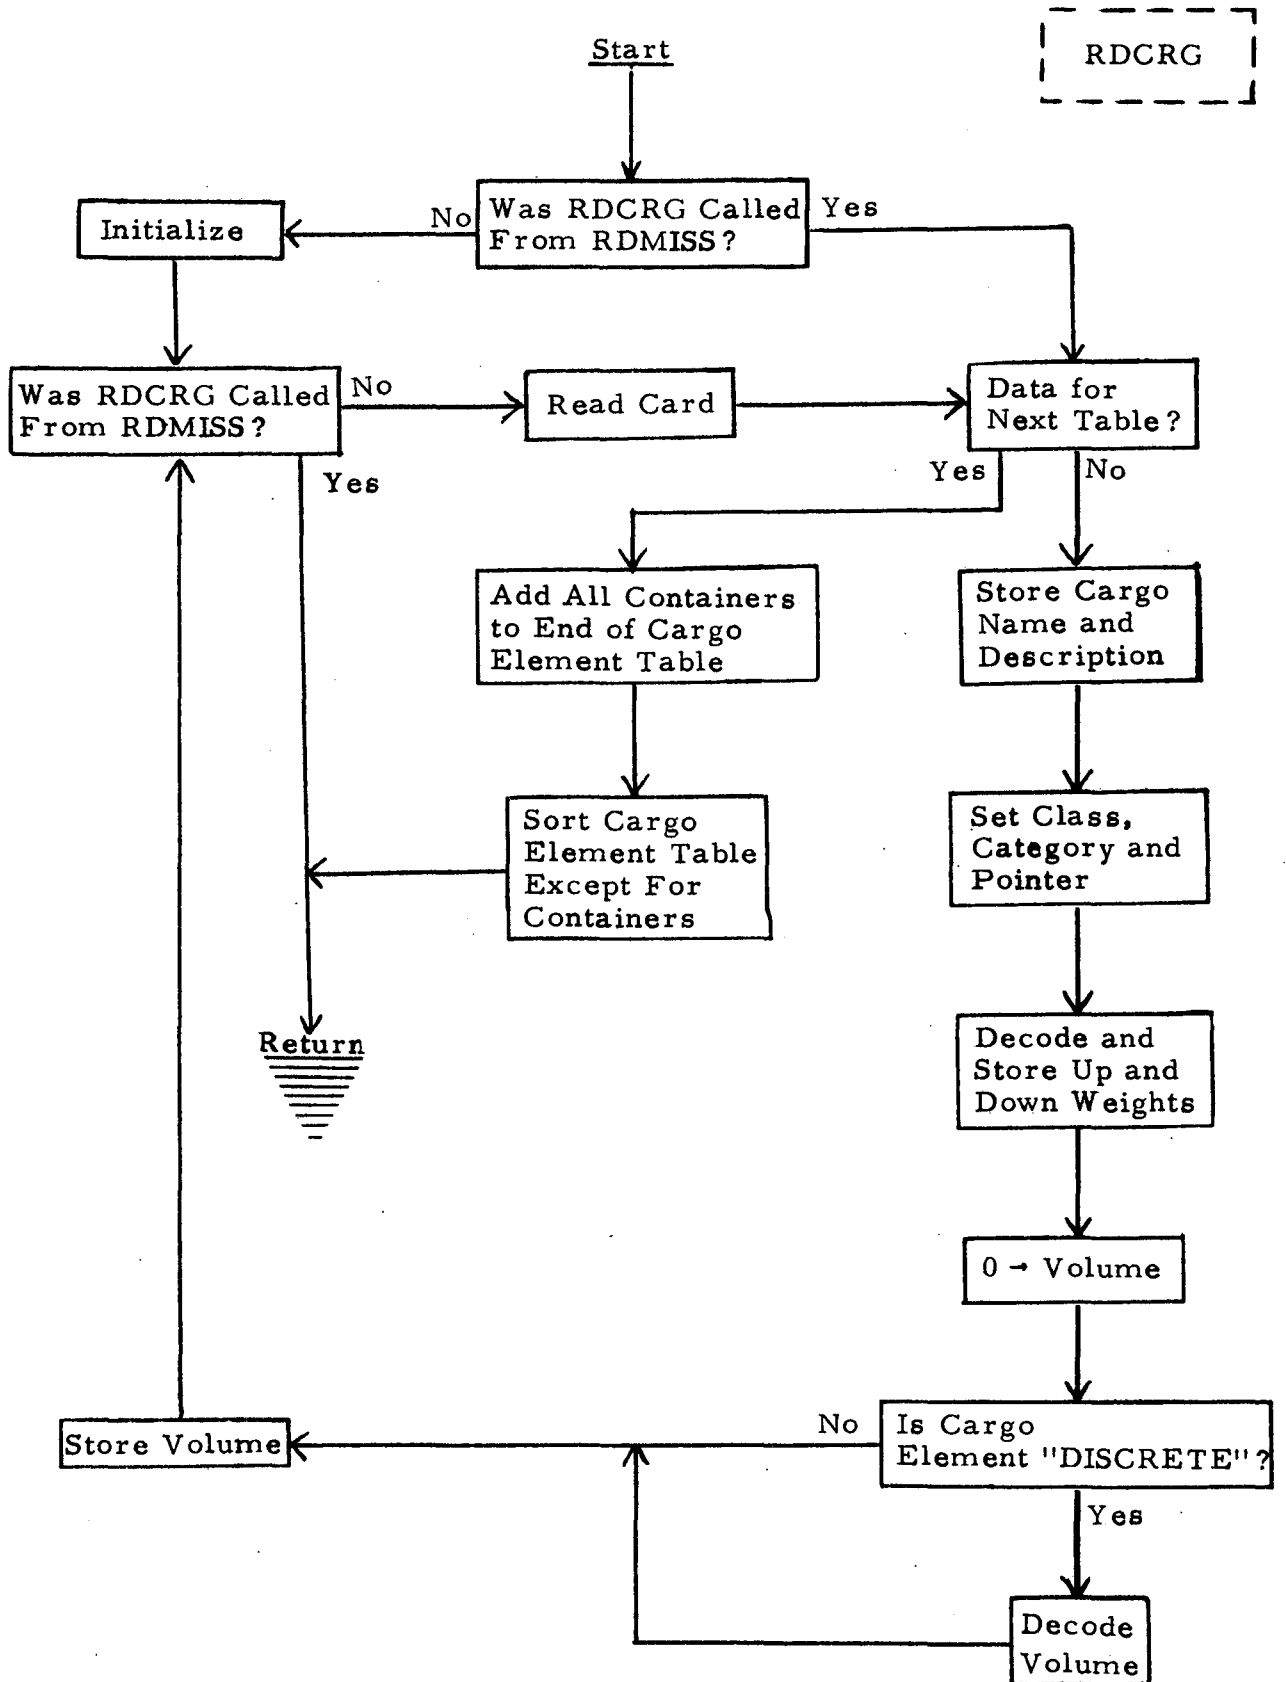 RDCRG
Start
Was RDCRG Called
From RDMISS?
No
Yes
Initialize
Was RDCRG Called
From RDMISS?
No
Yes
Read Card
Data for
Next Table?
Yes
No
Add All Containers
to End of Cargo
Element Table
Store Cargo
Name and
Description
Sort Cargo
Element Table
Except For
Containers
Set Class,
Category and
Pointer
Return
Decode and
Store Up and
Down Weights
0 → Volume
Is Cargo
Element "DISCRETE"?
No
Yes
Store Volume
Decode
Volume